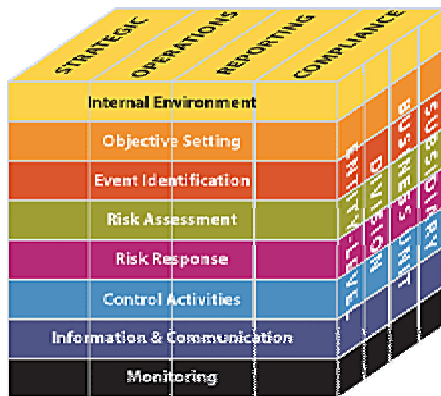 STRATEGIC
OPERATIONS
REPORTING
COMPLIANCE
Internal Environment
Objective Setting
Event Identification
Risk Assessment
Risk Response
Control Activities
Information & Communication
Monitoring
ENTITY-LEVEL
DIVISION
BUSINESS UNIT
SUBSIDIARY